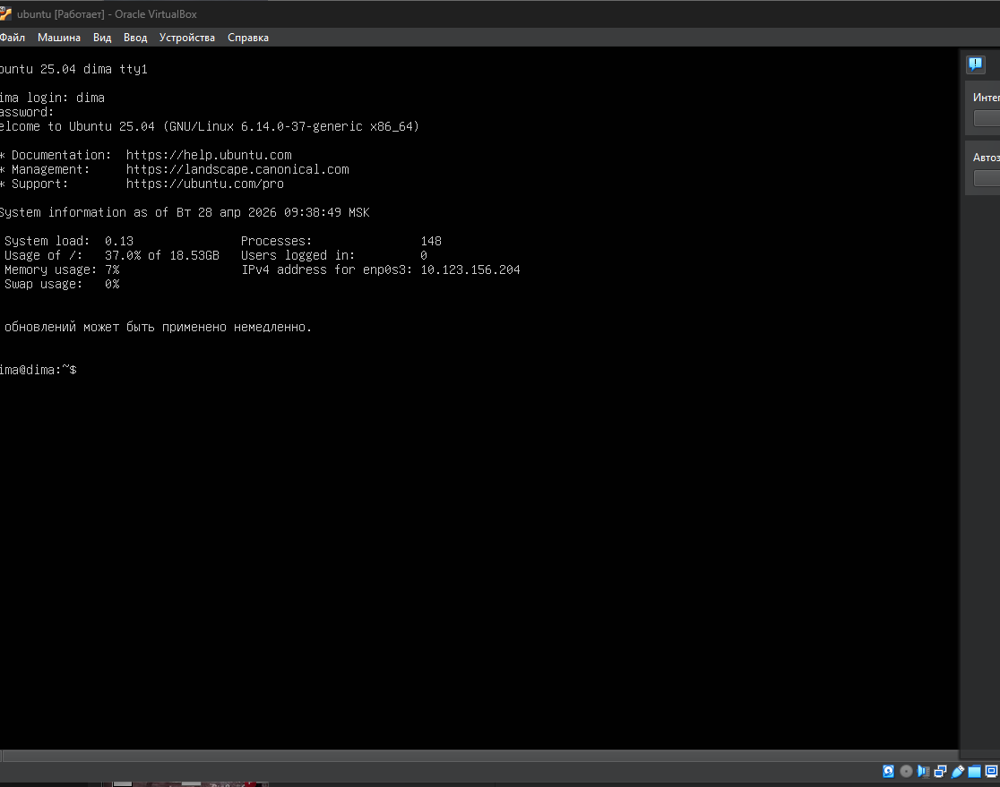 ubuntu [Работает] - Oracle VirtualBox
Файл Машина Вид Ввод Устройства Справка
buntu 25.04 dima tty1
ima login: dima
assword:
elcome to Ubuntu 25.04 (GNU/Linux 6.14.0-37-generic x86_64)
* Documentation: https://help.ubuntu.com
* Management: https://landscape.canonical.com
* Support: https://ubuntu.com/pro
System information as of Вт 28 апр 2026 09:38:49 MSK
System load: 0.13 Processes: 148
Usage of /: 37.0% of 18.53GB Users logged in: 0
Memory usage: 7% IPv4 address for enp0s3: 10.123.156.204
Swap usage: 0%
обновлений может быть применено немедленно.
ima@dima:~$
Интег
Автоз